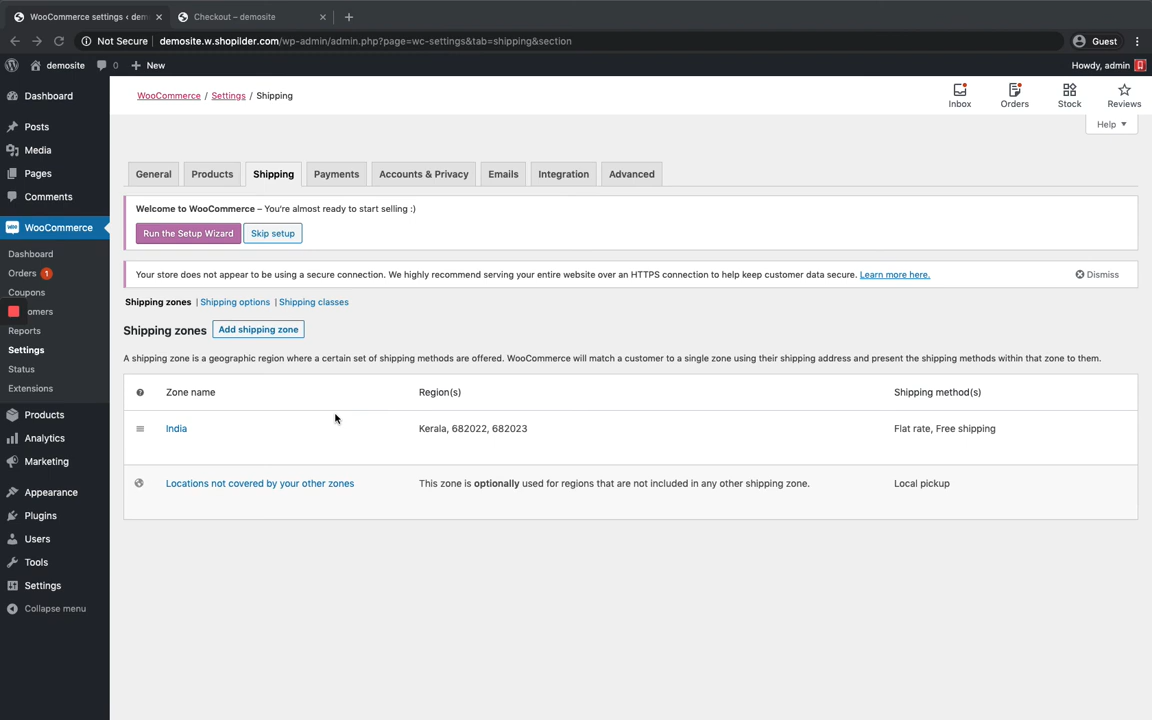 WooCommerce settings ‹ dem
Checkout – demosite
Not Secure demosite.w.shopilder.com/wp-admin/admin.php?page=wc-settings&tab=shipping&section
Guest
demosite 0 New
Howdy, admin
Dashboard
Posts
Media
Pages
Comments
WooCommerce
Dashboard
Orders 1
Coupons
omers
Reports
Settings
Status
Extensions
Products
Analytics
Marketing
Appearance
Plugins
Users
Tools
Settings
Collapse menu
WooCommerce / Settings / Shipping
Inbox Orders Stock Reviews
Help
General Products Shipping Payments Accounts & Privacy Emails Integration Advanced
Welcome to WooCommerce – You're almost ready to start selling :)
Run the Setup Wizard Skip setup
Your store does not appear to be using a secure connection. We highly recommend serving your entire website over an HTTPS connection to help keep customer data secure. Learn more here.
Dismiss
Shipping zones | Shipping options | Shipping classes
Shipping zones Add shipping zone
A shipping zone is a geographic region where a certain set of shipping methods are offered. WooCommerce will match a customer to a single zone using their shipping address and present the shipping methods within that zone to them.
Zone name Region(s) Shipping method(s)
India Kerala, 682022, 682023 Flat rate, Free shipping
Locations not covered by your other zones This zone is optionally used for regions that are not included in any other shipping zone. Local pickup